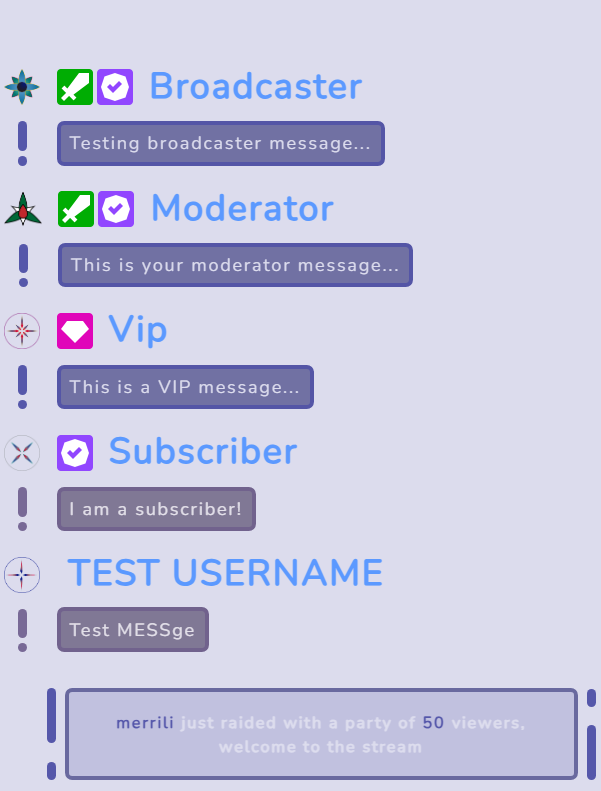 Broadcaster
Testing broadcaster message...
Moderator
This is your moderator message...
Vip
This is a VIP message...
Subscriber
I am a subscriber!
TEST USERNAME
Test MESSge
merrili just raided with a party of 50 viewers,
welcome to the stream